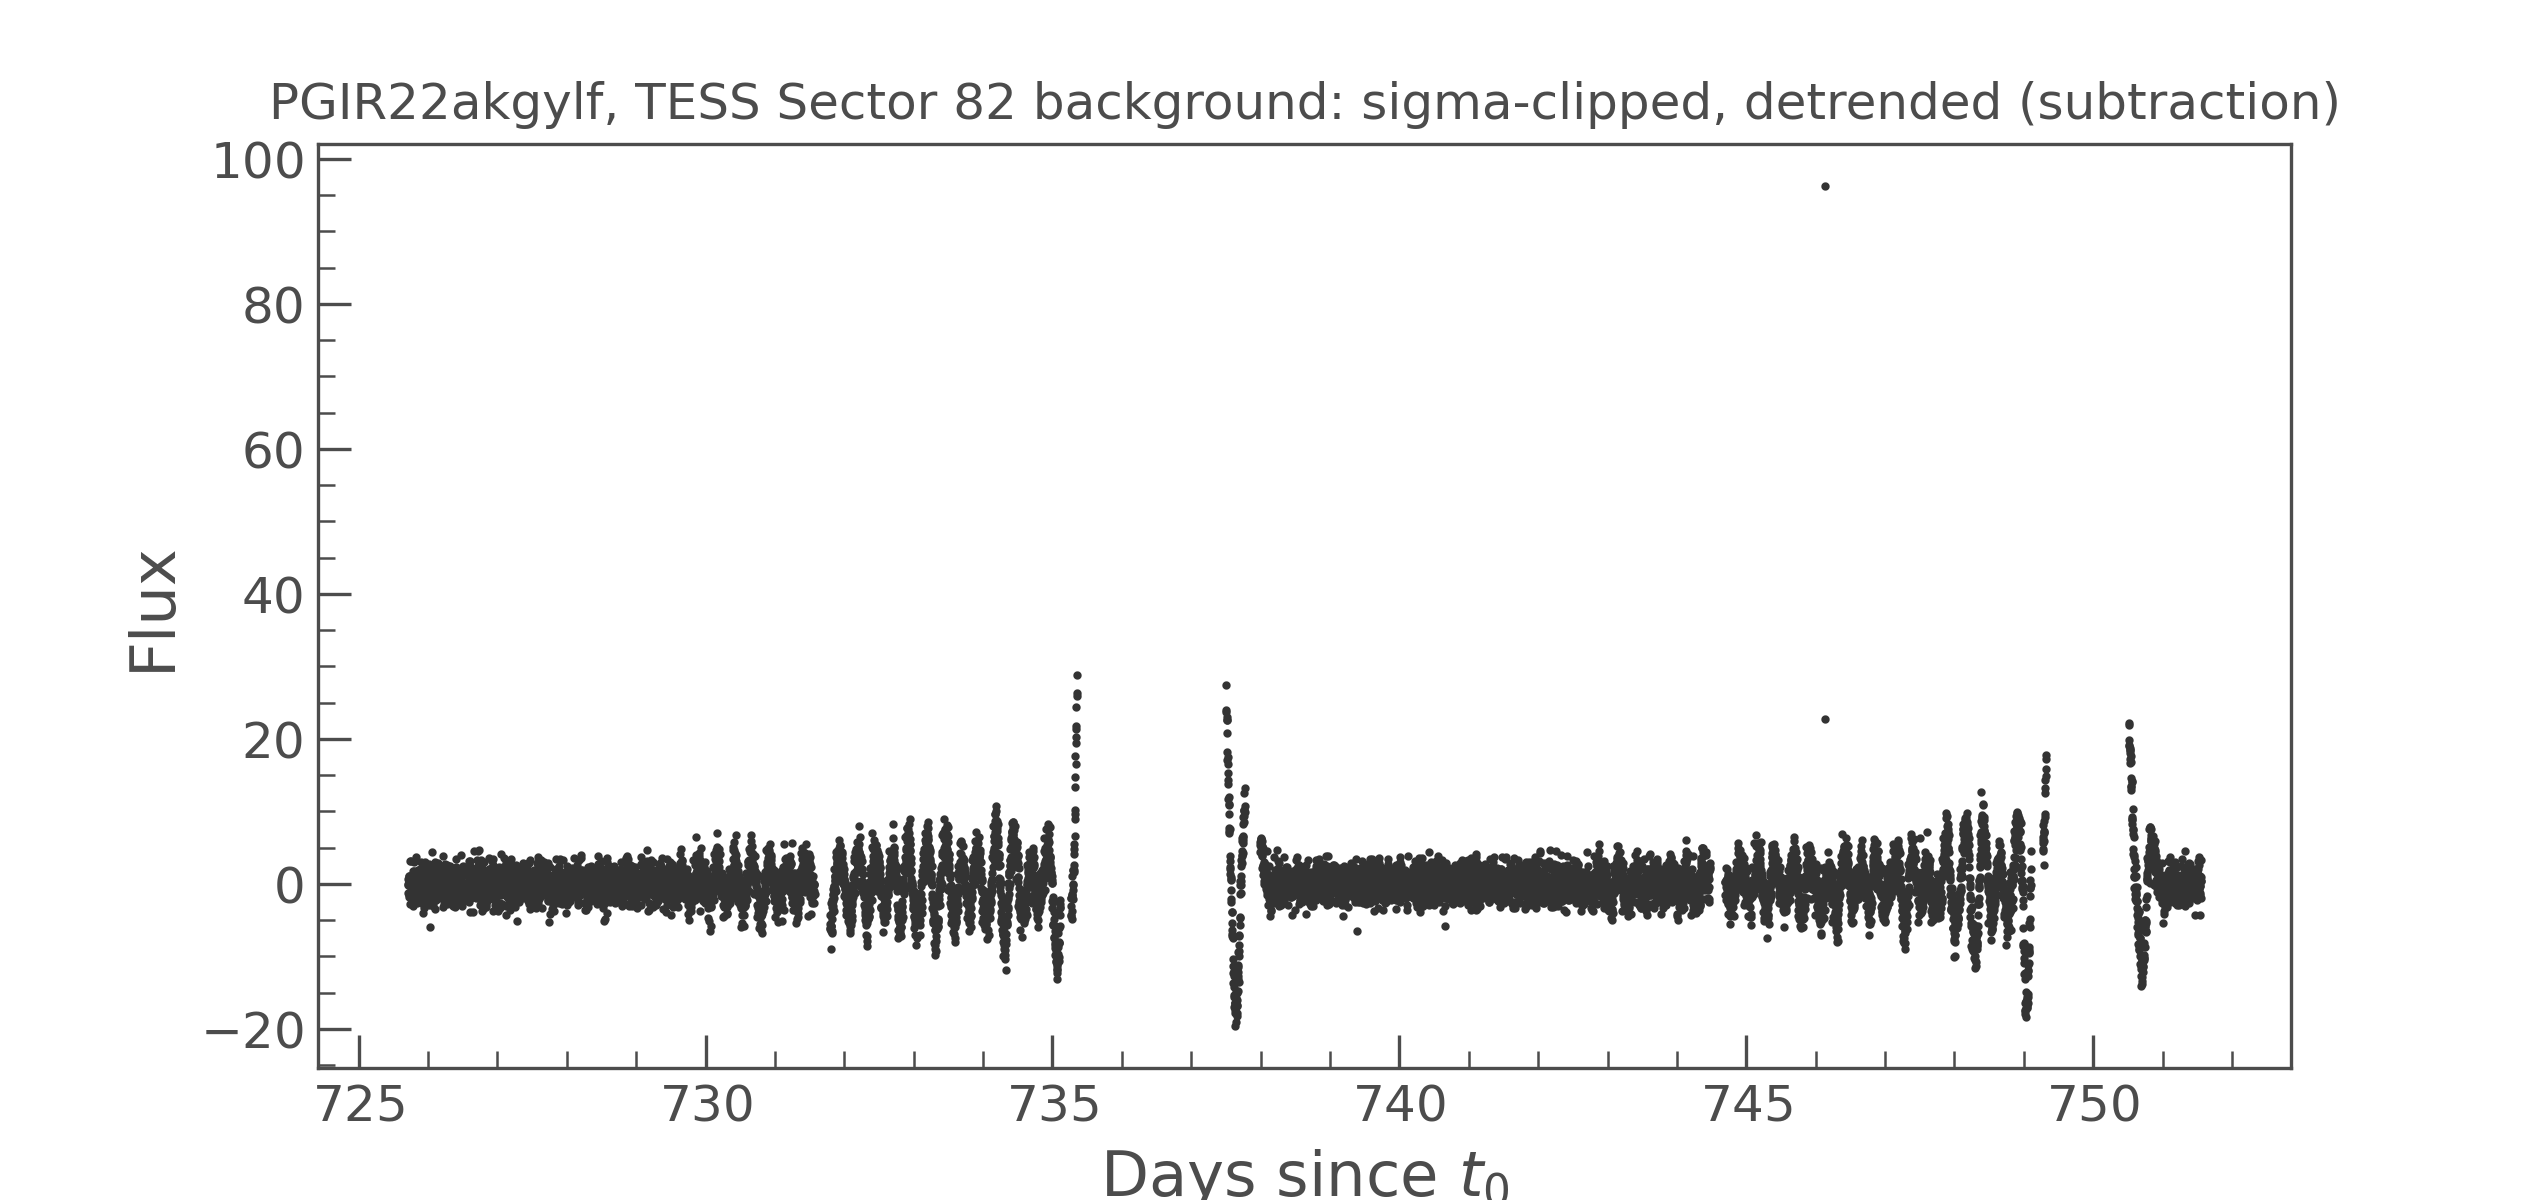 PGIR22akgylf, TESS Sector 82 background: sigma-clipped, detrended (subtraction)
100
80
60
40
20
0
−20
Flux
725 730 735 740 745 750
Days since t0